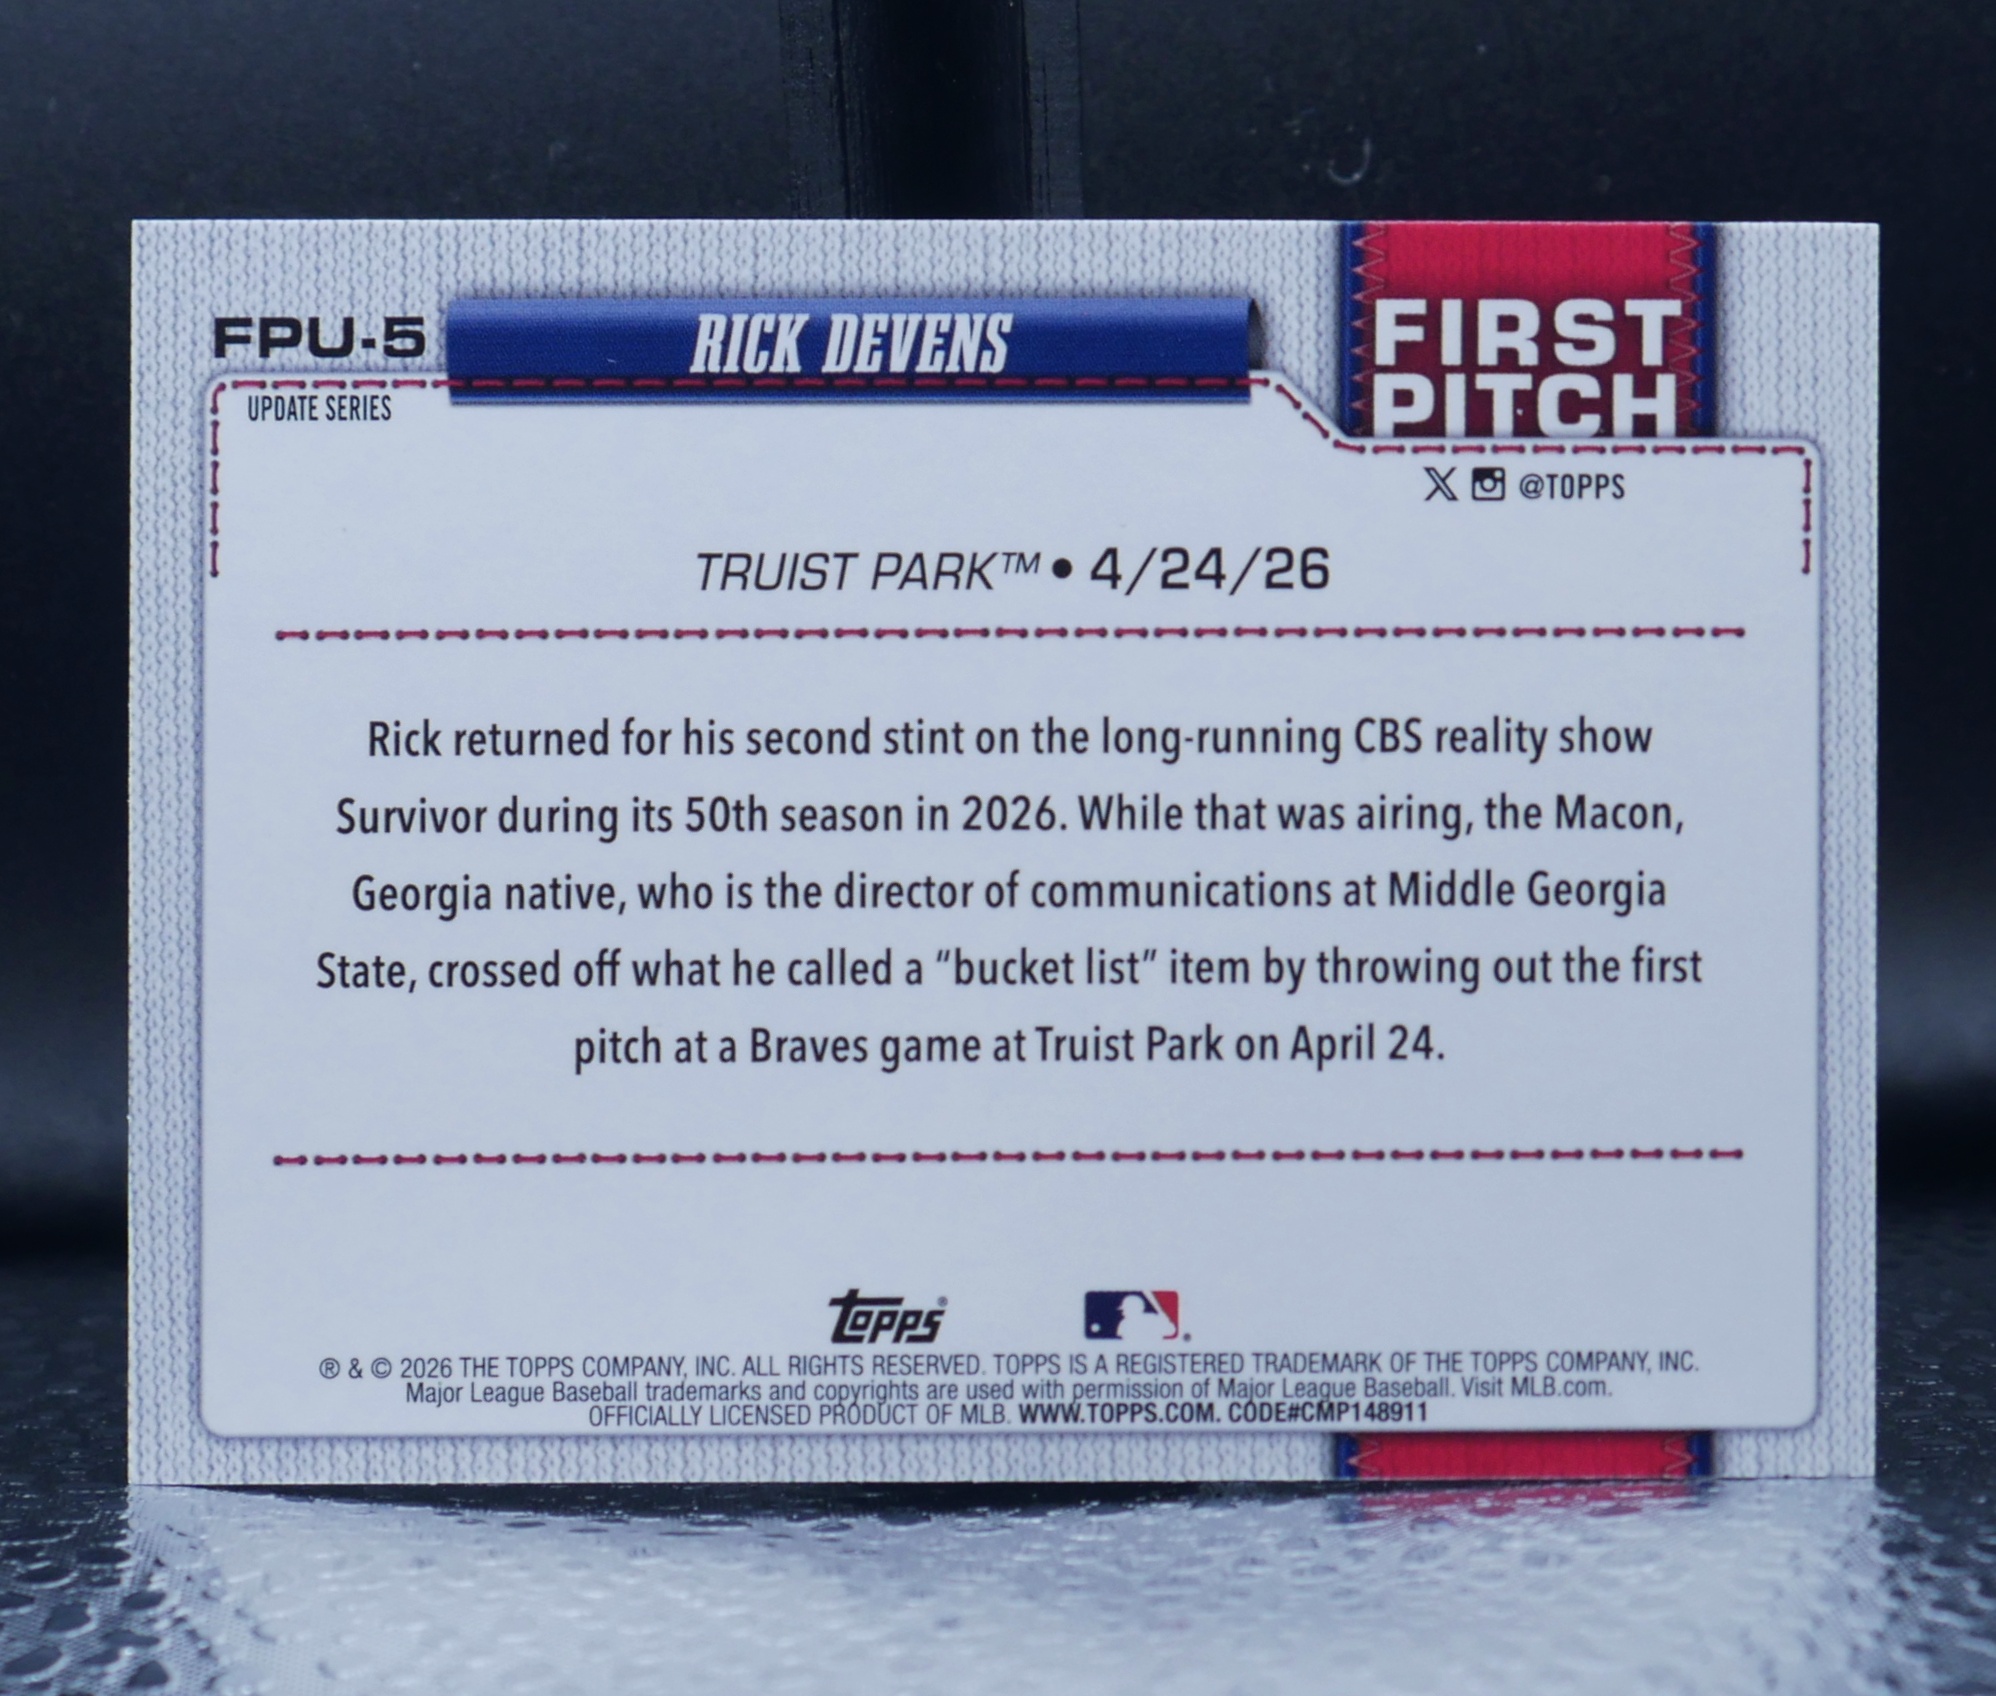 FPU-5
RICK DEVENS
FIRST
PITCH
UPDATE SERIES
@TOPPS
TRUIST PARK™ • 4/24/26
Rick returned for his second stint on the long-running CBS reality show
Survivor during its 50th season in 2026. While that was airing, the Macon,
Georgia native, who is the director of communications at Middle Georgia
State, crossed off what he called a “bucket list” item by throwing out the first
pitch at a Braves game at Truist Park on April 24.
Topps®
® & © 2026 THE TOPPS COMPANY, INC. ALL RIGHTS RESERVED. TOPPS IS A REGISTERED TRADEMARK OF THE TOPPS COMPANY, INC.
Major League Baseball trademarks and copyrights are used with permission of Major League Baseball. Visit MLB.com.
OFFICIALLY LICENSED PRODUCT OF MLB. WWW.TOPPS.COM. CODE#CMP148911